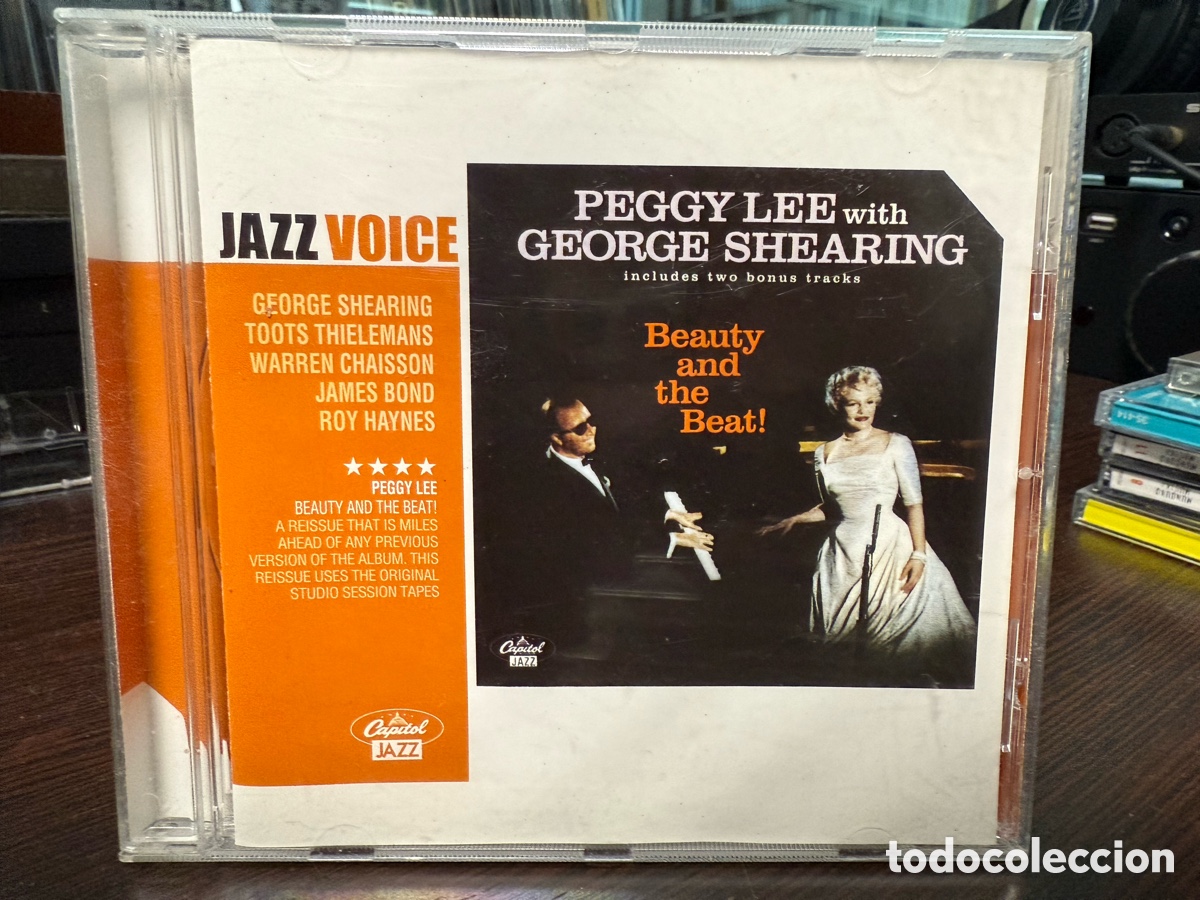 JAZZ VOICE
GEORGE SHEARING
TOOTS THIELEMANS
WARREN CHAISSON
JAMES BOND
ROY HAYNES
PEGGY LEE
BEAUTY AND THE BEAT!
A REISSUE THAT IS MILES
AHEAD OF ANY PREVIOUS
VERSION OF THE ALBUM. THIS
REISSUE USES THE ORIGINAL
STUDIO SESSION TAPES
Capitol
JAZZ
PEGGY LEE with
GEORGE SHEARING
includes two bonus tracks
Beauty
and
the
Beat!
Capitol
JAZZ
todocoleccion